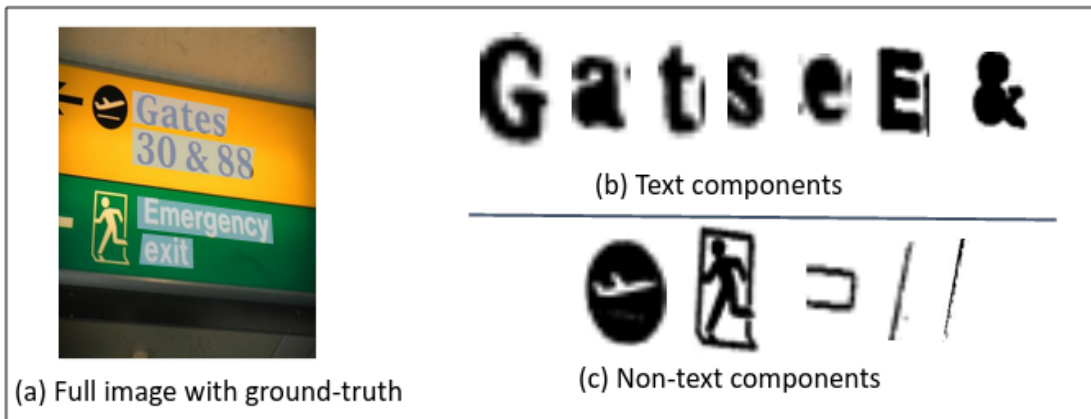 Gates
30 & 88
Emergency
exit
(a) Full image with ground-truth
G a t s e E &
(b) Text components
(c) Non-text components